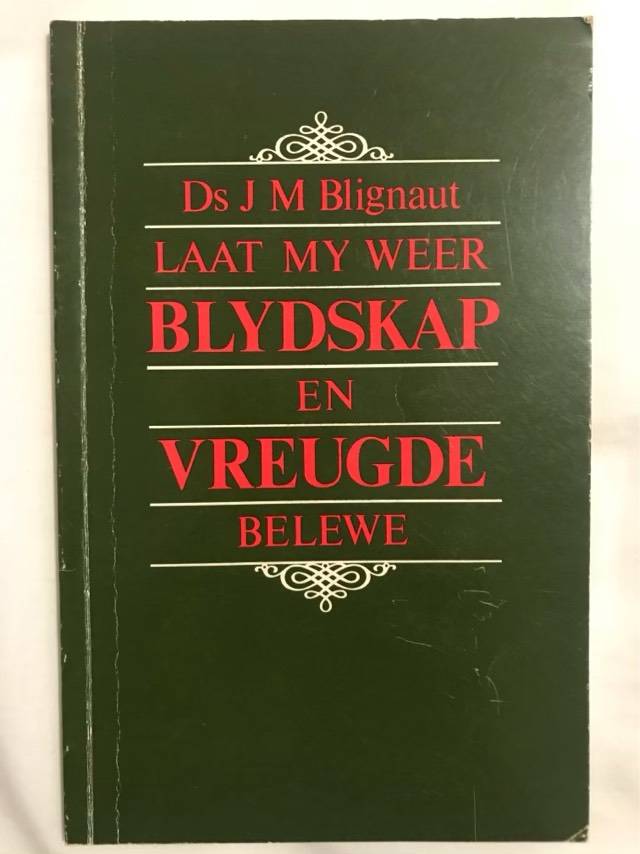 Ds J M Blignaut
LAAT MY WEER
BLYDSKAP
EN
VREUGDE
BELEWE